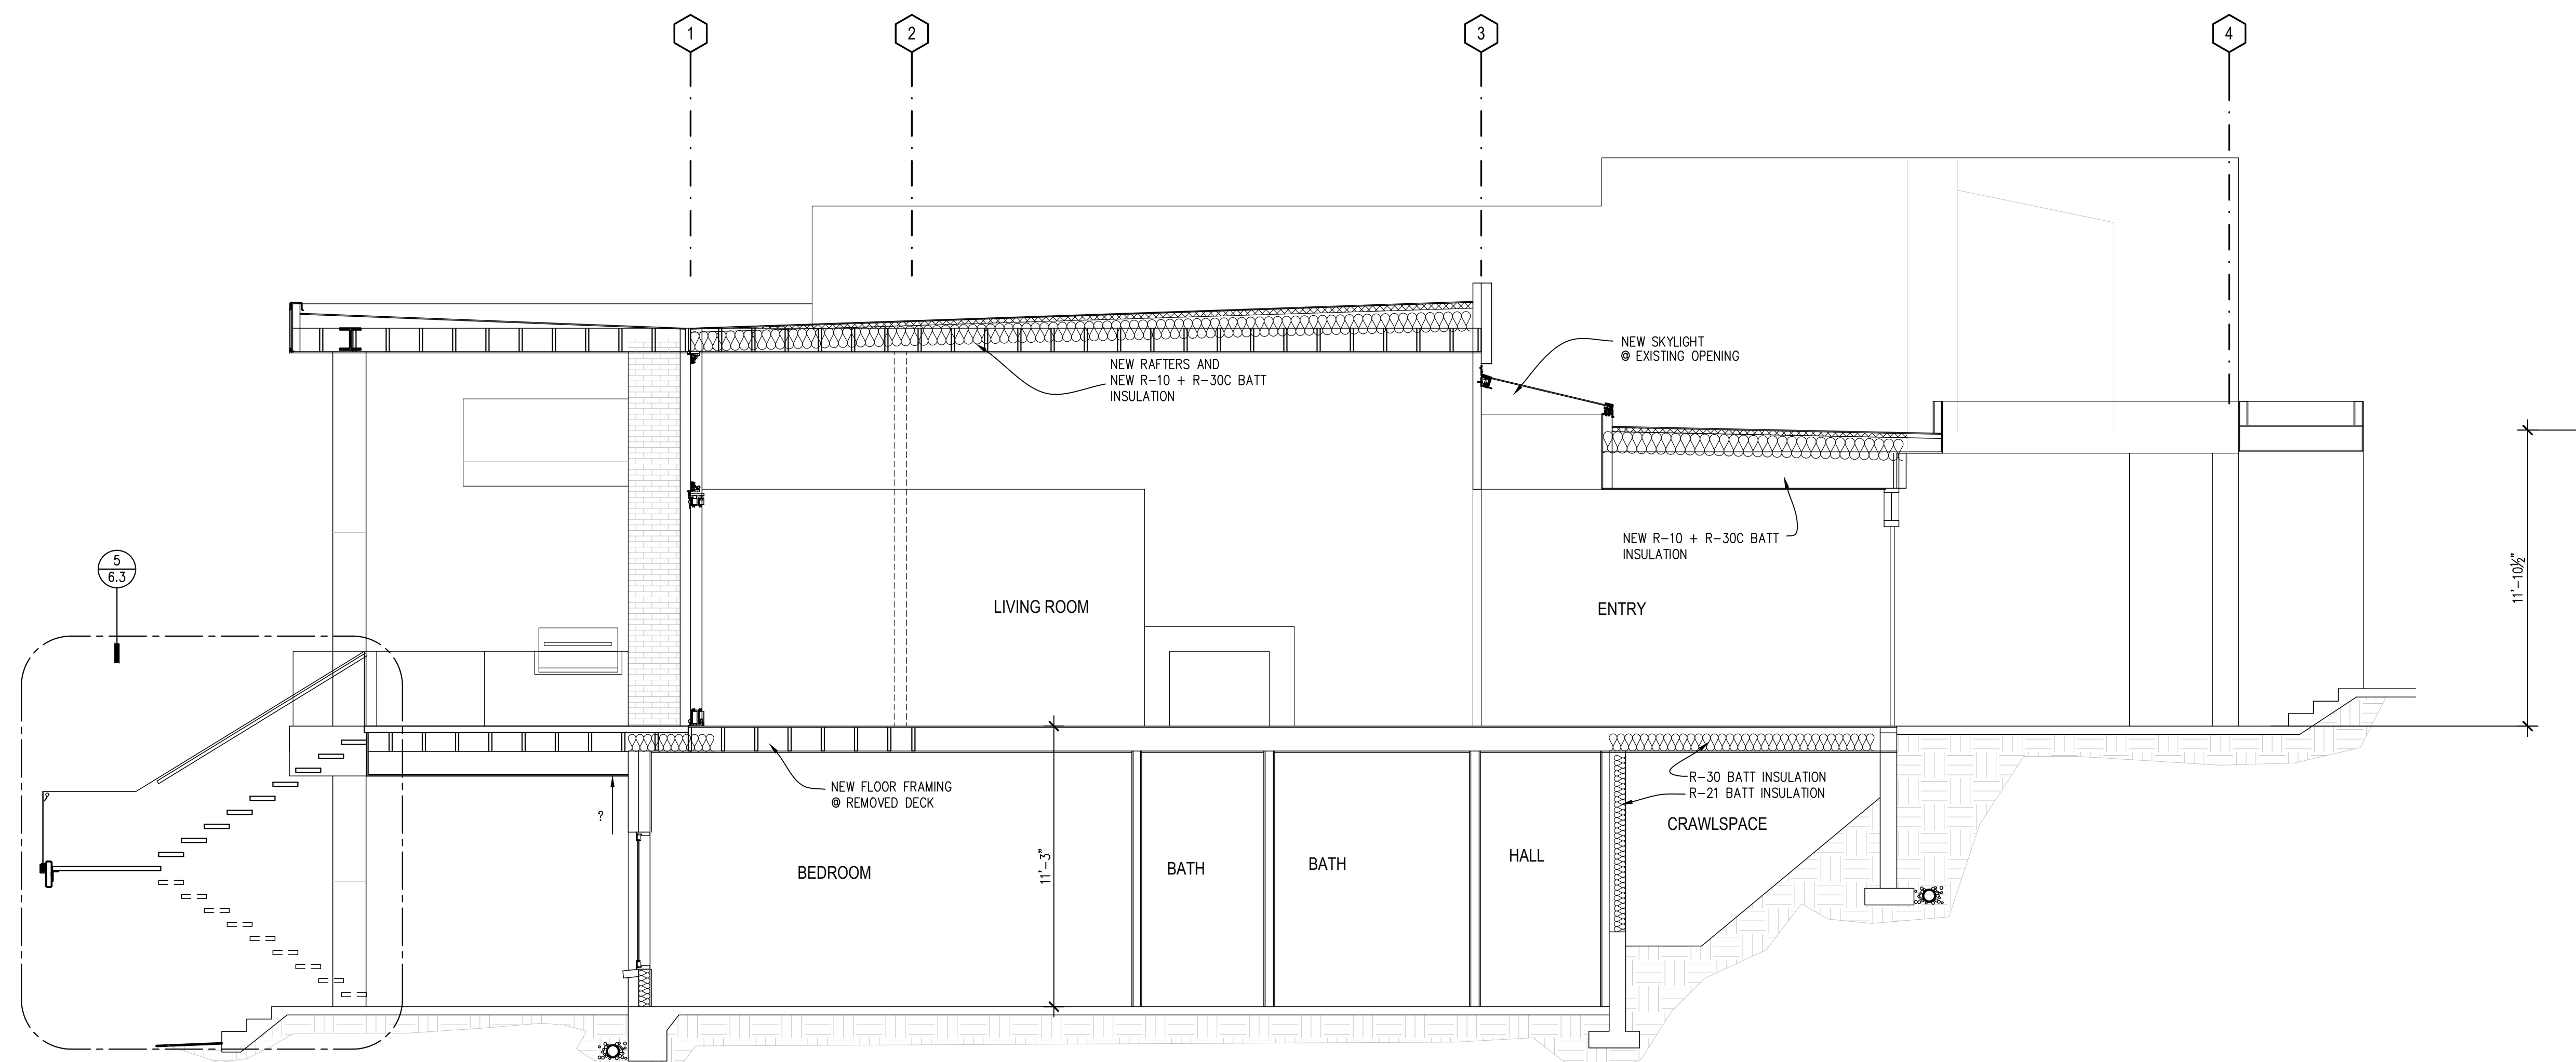 1
2
3
4
NEW SKYLIGHT
@ EXISTING OPENING
NEW RAFTERS AND
NEW R-10 + R-30C BATT
INSULATION
NEW R-10 + R-30C BATT
INSULATION
5
6.3
LIVING ROOM
ENTRY
11'-10½"
NEW FLOOR FRAMING
@ REMOVED DECK
?
R-30 BATT INSULATION
R-21 BATT INSULATION
CRAWLSPACE
BEDROOM
11'-3"
BATH
BATH
HALL